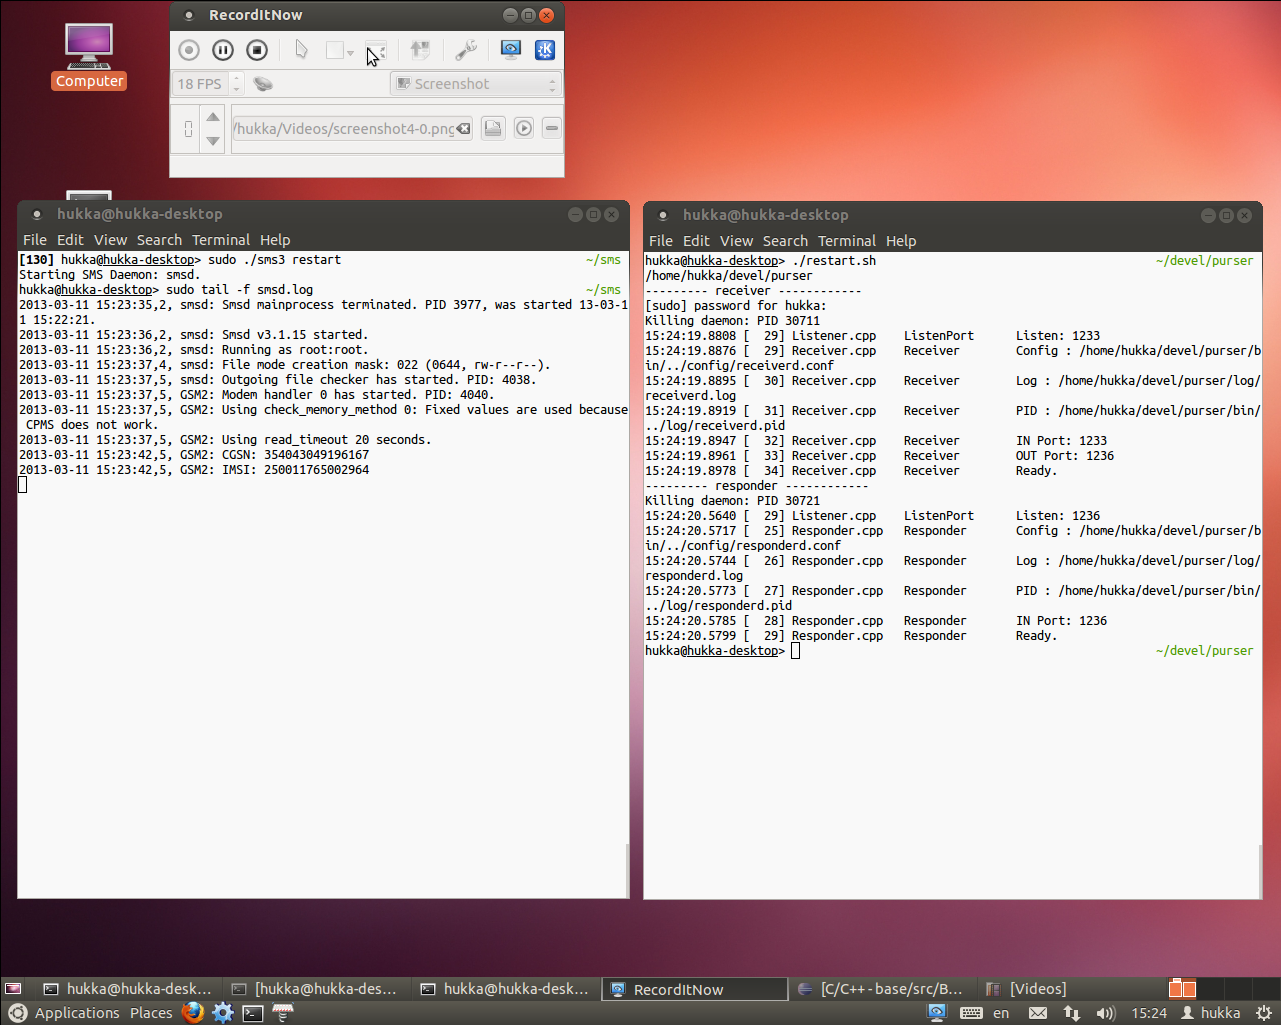 RecordItNow
Computer
18 FPS
Screenshot
/hukka/Videos/screenshot4-0.png
hukka@hukka-desktop
File Edit View Search Terminal Help
[130] hukka@hukka-desktop> sudo ./sms3 restart ~/sms
Starting SMS Daemon: smsd.
hukka@hukka-desktop> sudo tail -f smsd.log ~/sms
2013-03-11 15:23:35,2, smsd: Smsd mainprocess terminated. PID 3977, was started 13-03-1
1 15:22:21.
2013-03-11 15:23:36,2, smsd: Smsd v3.1.15 started.
2013-03-11 15:23:36,2, smsd: Running as root:root.
2013-03-11 15:23:37,4, smsd: File mode creation mask: 022 (0644, rw-r--r--).
2013-03-11 15:23:37,5, smsd: Outgoing file checker has started. PID: 4038.
2013-03-11 15:23:37,5, GSM2: Modem handler 0 has started. PID: 4040.
2013-03-11 15:23:37,5, GSM2: Using check_memory_method 0: Fixed values are used because
CPMS does not work.
2013-03-11 15:23:37,5, GSM2: Using read_timeout 20 seconds.
2013-03-11 15:23:42,5, GSM2: CGSN: 354043049196167
2013-03-11 15:23:42,5, GSM2: IMSI: 250011765002964
hukka@hukka-desktop
File Edit View Search Terminal Help
hukka@hukka-desktop> ./restart.sh ~/devel/purser
/home/hukka/devel/purser
--------- receiver ------------
[sudo] password for hukka:
Killing daemon: PID 30711
15:24:19.8808 [  29] Listener.cpp ListenPort Listen: 1233
15:24:19.8876 [  29] Receiver.cpp Receiver Config : /home/hukka/devel/purser/b
in/../config/receiverd.conf
15:24:19.8895 [  30] Receiver.cpp Receiver Log : /home/hukka/devel/purser/log/
receiverd.log
15:24:19.8919 [  31] Receiver.cpp Receiver PID : /home/hukka/devel/purser/bin/
../log/receiverd.pid
15:24:19.8947 [  32] Receiver.cpp Receiver IN Port: 1233
15:24:19.8961 [  33] Receiver.cpp Receiver OUT Port: 1236
15:24:19.8978 [  34] Receiver.cpp Receiver Ready.
--------- responder ------------
Killing daemon: PID 30721
15:24:20.5640 [  29] Listener.cpp ListenPort Listen: 1236
15:24:20.5717 [  25] Responder.cpp Responder Config : /home/hukka/devel/purser/b
in/../config/responderd.conf
15:24:20.5744 [  26] Responder.cpp Responder Log : /home/hukka/devel/purser/log/
responderd.log
15:24:20.5773 [  27] Responder.cpp Responder PID : /home/hukka/devel/purser/bin/
../log/responderd.pid
15:24:20.5785 [  28] Responder.cpp Responder IN Port: 1236
15:24:20.5799 [  29] Responder.cpp Responder Ready.
hukka@hukka-desktop> ~/devel/purser
hukka@hukka-desk... [hukka@hukka-des... hukka@hukka-desk... RecordItNow [C/C++ - base/src/B... [Videos]
Applications Places en 15:24 hukka